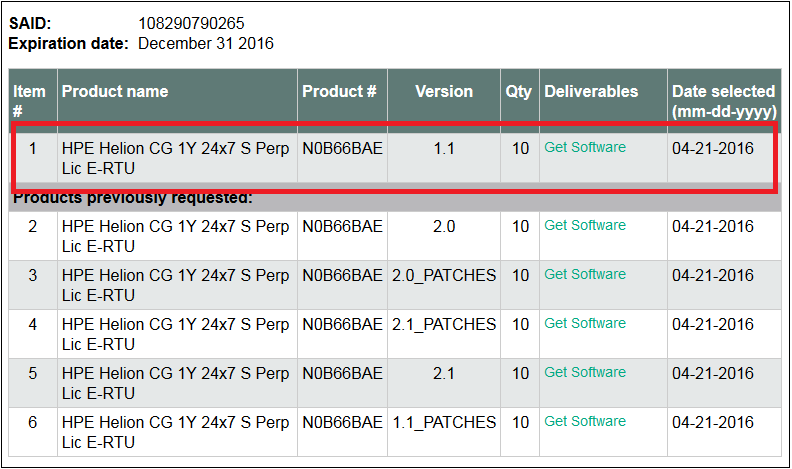 SAID: 108290790265
Expiration date: December 31 2016
Item # Product name Product # Version Qty Deliverables Date selected (mm-dd-yyyy)
1 HPE Helion CG 1Y 24x7 S Perp N0B66BAE 1.1 10 Get Software 04-21-2016
Lic E-RTU
Products previously requested:
2 HPE Helion CG 1Y 24x7 S Perp N0B66BAE 2.0 10 Get Software 04-21-2016
Lic E-RTU
3 HPE Helion CG 1Y 24x7 S Perp N0B66BAE 2.0_PATCHES 10 Get Software 04-21-2016
Lic E-RTU
4 HPE Helion CG 1Y 24x7 S Perp N0B66BAE 2.1_PATCHES 10 Get Software 04-21-2016
Lic E-RTU
5 HPE Helion CG 1Y 24x7 S Perp N0B66BAE 2.1 10 Get Software 04-21-2016
Lic E-RTU
6 HPE Helion CG 1Y 24x7 S Perp N0B66BAE 1.1_PATCHES 10 Get Software 04-21-2016
Lic E-RTU